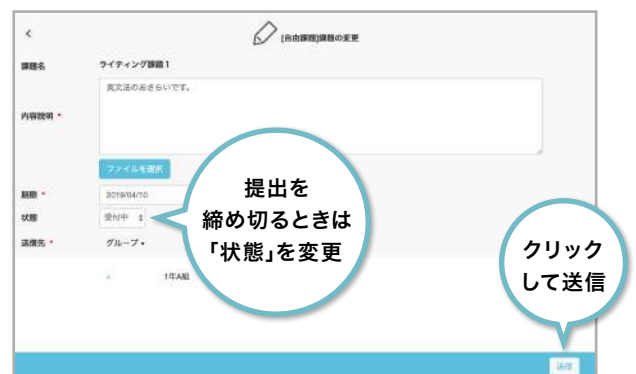 [自由課題]課題の変更
課題名 ライティング課題1
英文法のおさらいです。
内容説明 *
ファイルを選択
期限 * 2019/04/10
状態 受付中
送信先 * グループ
1年A組
提出を
締め切るときは
「状態」を変更
クリック
して送信
送信